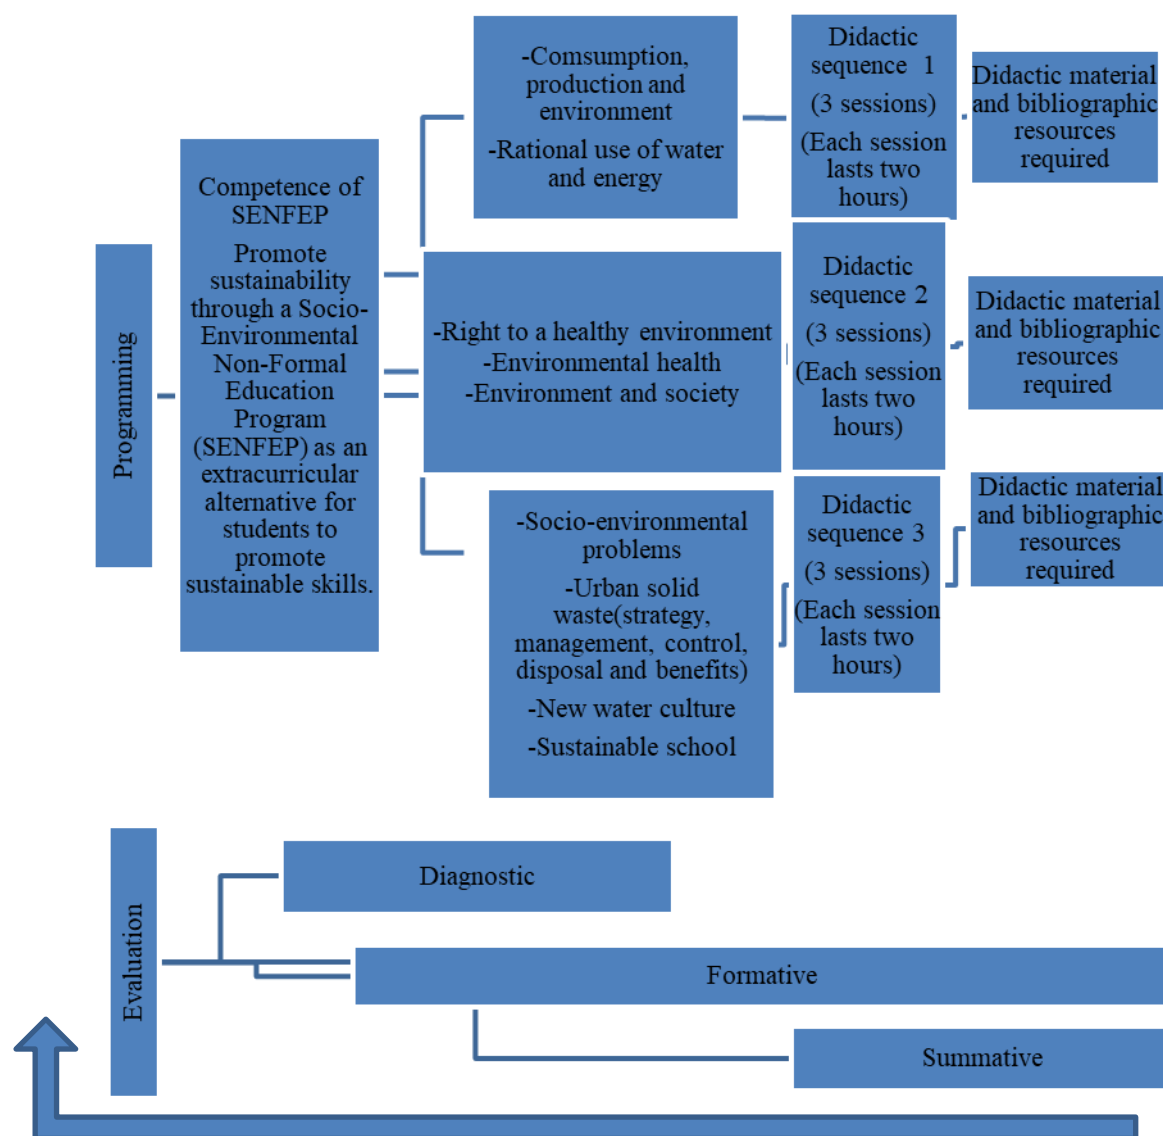 Programming
Competence of
SENFEP
Promote
sustainability
through a Socio-
Environmental
Non-Formal
Education
Program
(SENFEP) as an
extracurricular
alternative for
students to
promote
sustainable skills.
-Comsumption,
production and
environment
-Rational use of water
and energy
Didactic
sequence 1
(3 sessions)
(Each session
lasts two
hours)
Didactic material
and bibliographic
resources
required
-Right to a healthy environment
-Environmental health
-Environment and society
Didactic
sequence 2
(3 sessions)
(Each session
lasts two
hours)
Didactic material
and bibliographic
resources
required
-Socio-environmental
problems
-Urban solid
waste(strategy,
management, control,
disposal and benefits)
-New water culture
-Sustainable school
Didactic
sequence 3
(3 sessions)
(Each session
lasts two
hours)
Didactic material
and bibliographic
resources
required
Evaluation
Diagnostic
Formative
Summative